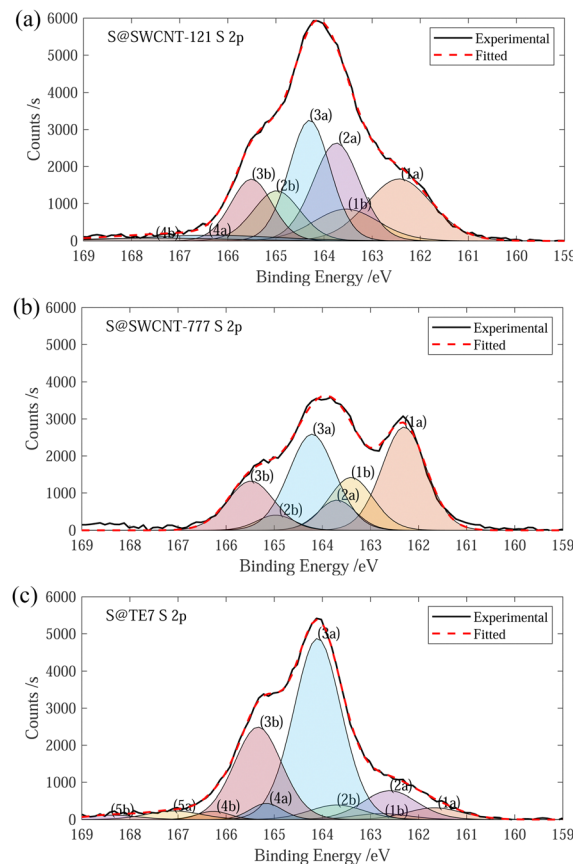 (a)
S@SWCNT-121 S 2p
Experimental
Fitted
6000
5000
4000
3000
2000
1000
0
Counts /s
(3a)
(2a)
(3b)
(2b)
(1a)
(1b)
(4b)
(4a)
169 168 167 166 165 164 163 162 161 160 159
Binding Energy /eV
(b)
S@SWCNT-777 S 2p
Experimental
Fitted
6000
5000
4000
3000
2000
1000
0
Counts /s
(3a)
(1a)
(3b)
(1b)
(2b)
(2a)
169 168 167 166 165 164 163 162 161 160 159
Binding Energy /eV
(c)
S@TE7 S 2p
Experimental
Fitted
6000
5000
4000
3000
2000
1000
0
Counts /s
(3a)
(3b)
(2a)
(4a)
(2b)
(1a)
(5b)
(5a)
(4b)
(1b)
169 168 167 166 165 164 163 162 161 160 159
Binding Energy /eV